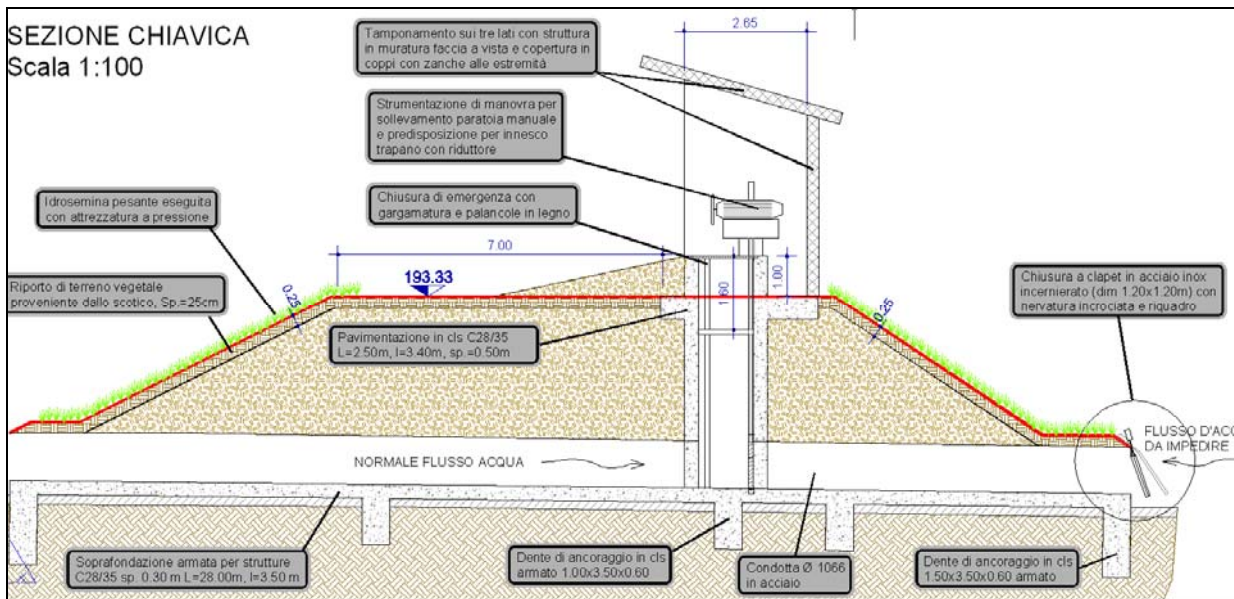 SEZIONE CHIAVICA
Scala 1:100
Tamponamento sui tre lati con struttura
in muratura faccia a vista e copertura in
coppi con zanche alle estremità
2.65
Strumentazione di manovra per
sollevamento paratoia manuale
e predisposizione per innesco
trapano con riduttore
Idrosemina pesante eseguita
con attrezzatura a pressione
Chiusura di emergenza con
gargamatura e palancole in legno
7.00
193.33
1.60
1.00
Riporto di terreno vegetale
proveniente dallo scotico, Sp.=25cm
0.25
Pavimentazione in cls C28/35
L=2.50m, l=3.40m, sp.=0.50m
0.25
Chiusura a clapet in acciaio inox
incernierato (dim 1.20x1.20m) con
nervatura incrociata e riquadro
NORMALE FLUSSO ACQUA
FLUSSO D'ACQ
DA IMPEDIRE
Soprafondazione armata per strutture
C28/35 sp. 0.30 m L=28.00m, l=3.50 m
Dente di ancoraggio in cls
armato 1.00x3.50x0.60
Condotta Ø 1066
in acciaio
Dente di ancoraggio in cls
1.50x3.50x0.60 armato